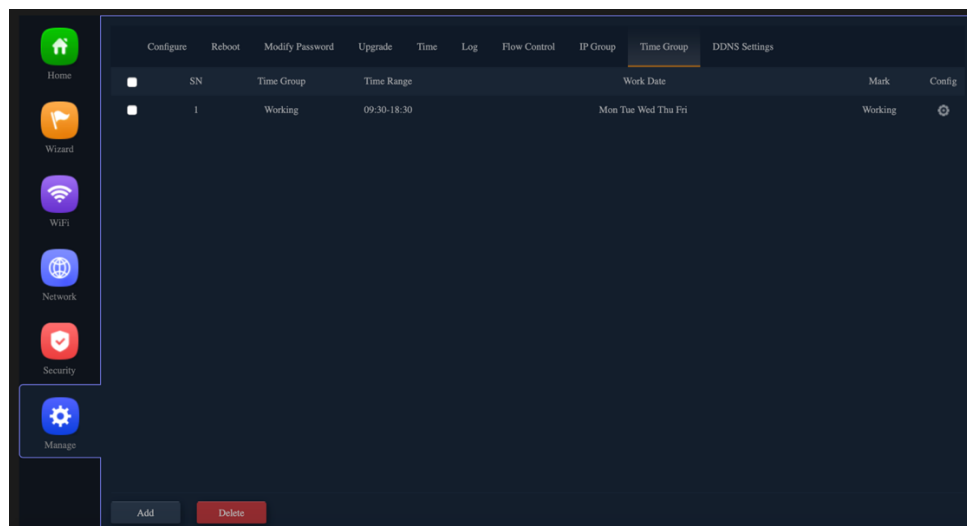 Home
Wizard
WiFi
Network
Security
Manage
Configure Reboot Modify Password Upgrade Time Log Flow Control IP Group Time Group DDNS Settings
SN Time Group Time Range Work Date Mark Config
1 Working 09:30-18:30 Mon Tue Wed Thu Fri Working
Add Delete